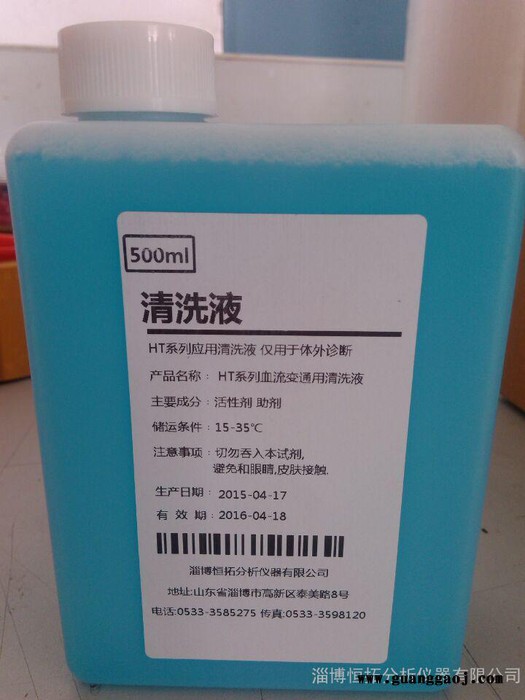 500ml
清洗液
HT系列应用清洗液 仅用于体外诊断
产品名称： HT系列血流变通用清洗液
主要成分：活性剂 助剂
储运条件：15-35℃
注意事项：切勿吞入本试剂,
避免和眼睛,皮肤接触.
生产日期：2015-04-17
有 效 期：2016-04-18
淄博恒拓分析仪器有限公司
地址:山东省淄博市高新区泰美路8号
电话:0533-3585275 传真:0533-3598120
淄博恒拓分析仪器有限公司
www.guanggaoj.com